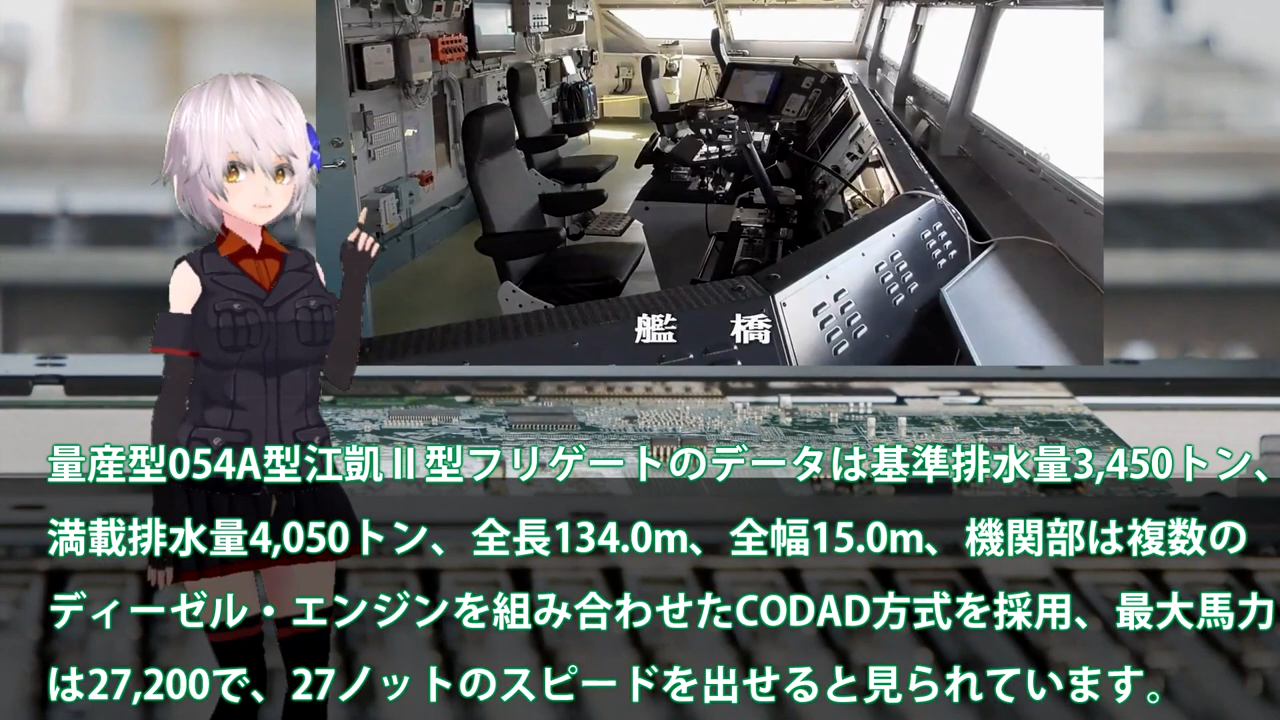 艦　橋
量産型054A型江凱Ⅱ型フリゲートのデータは基準排水量3,450トン、
満載排水量4,050トン、全長134.0m、全幅15.0m、機関部は複数の
ディーゼル・エンジンを組み合わせたCODAD方式を採用、最大馬力
は27,200で、27ノットのスピードを出せると見られています。